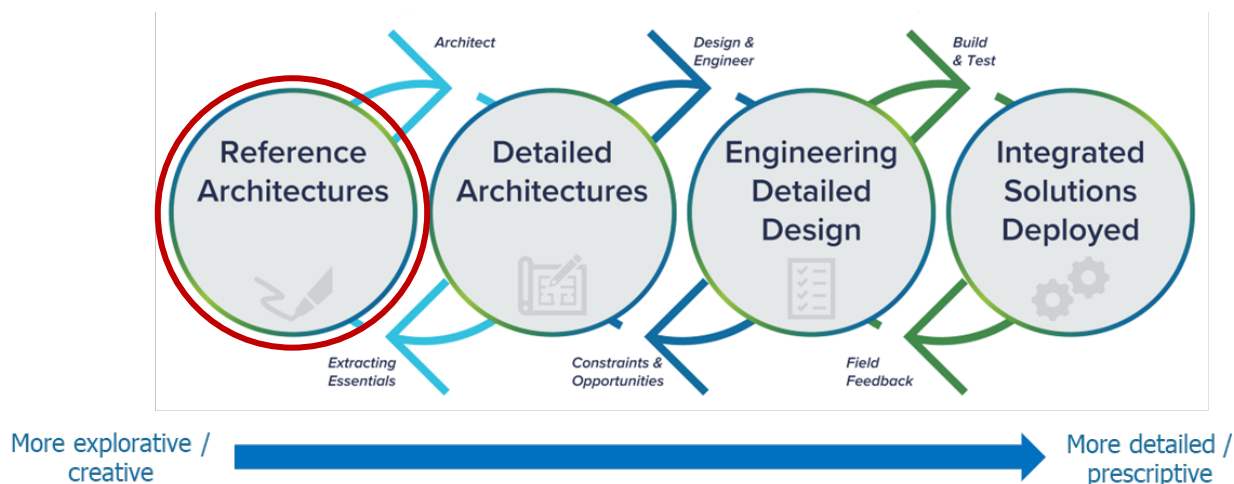 Architect
Design &
Engineer
Build
& Test
Reference
Architectures
Detailed
Architectures
Engineering
Detailed
Design
Integrated
Solutions
Deployed
Extracting
Essentials
Constraints &
Opportunities
Field
Feedback
More explorative /
creative
More detailed /
prescriptive